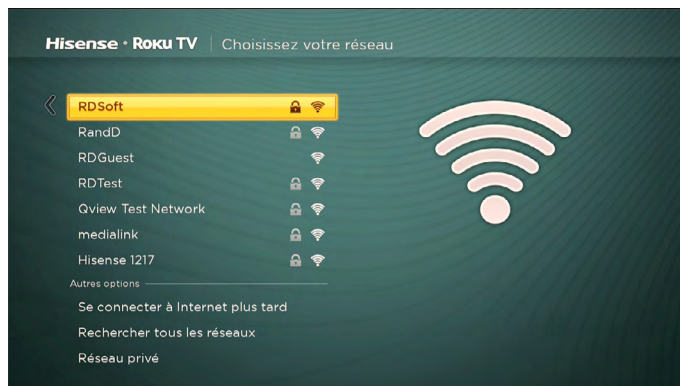 Hisense · Roku TV | Choisissez votre réseau
RDSoft
RandD
RDGuest
RDTest
Qview Test Network
medialink
Hisense 1217
Autres options
Se connecter à Internet plus tard
Rechercher tous les réseaux
Réseau privé